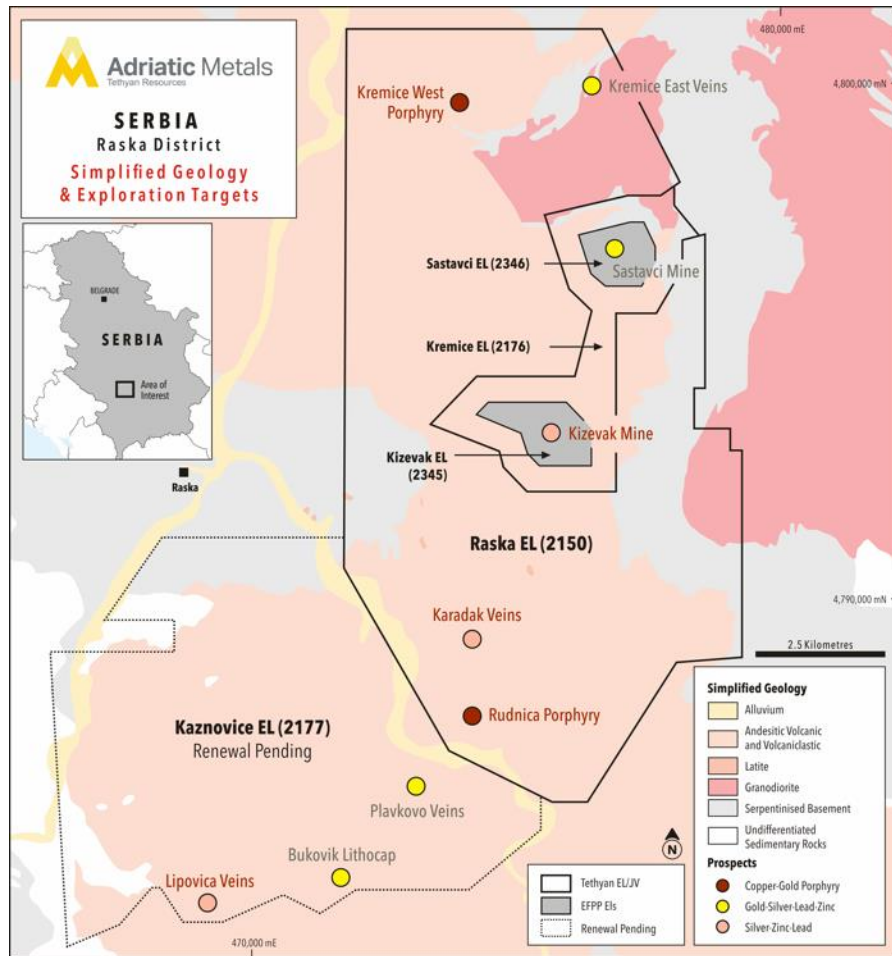 Adriatic Metals
Tethyan Resources
SERBIA
Raska District
Simplified Geology
& Exploration Targets
BELGRADE
SERBIA
Area of
Interest
480,000 mE
4,800,000 mN
Kremice West
Porphyry
Kremice East Veins
Sastavci EL (2346)
Sastavci Mine
Kremice EL (2176)
Kizevak Mine
Kizevak EL
(2345)
Raska
Raska EL (2150)
4,790,000 mN
Karadak Veins
2.5 Kilometres
Rudnica Porphyry
Kaznovice EL (2177)
Renewal Pending
Plavkovo Veins
Bukovik Lithocap
Lipovica Veins
470,000 mE
N
Tethyan EL/JV
EFPP Els
Renewal Pending
Simplified Geology
Alluvium
Andesitic Volcanic
and Volcaniclastic
Latite
Granodiorite
Serpentinised Basement
Undifferentiated
Sedimentary Rocks
Prospects
Copper-Gold Porphyry
Gold-Silver-Lead-Zinc
Silver-Zinc-Lead